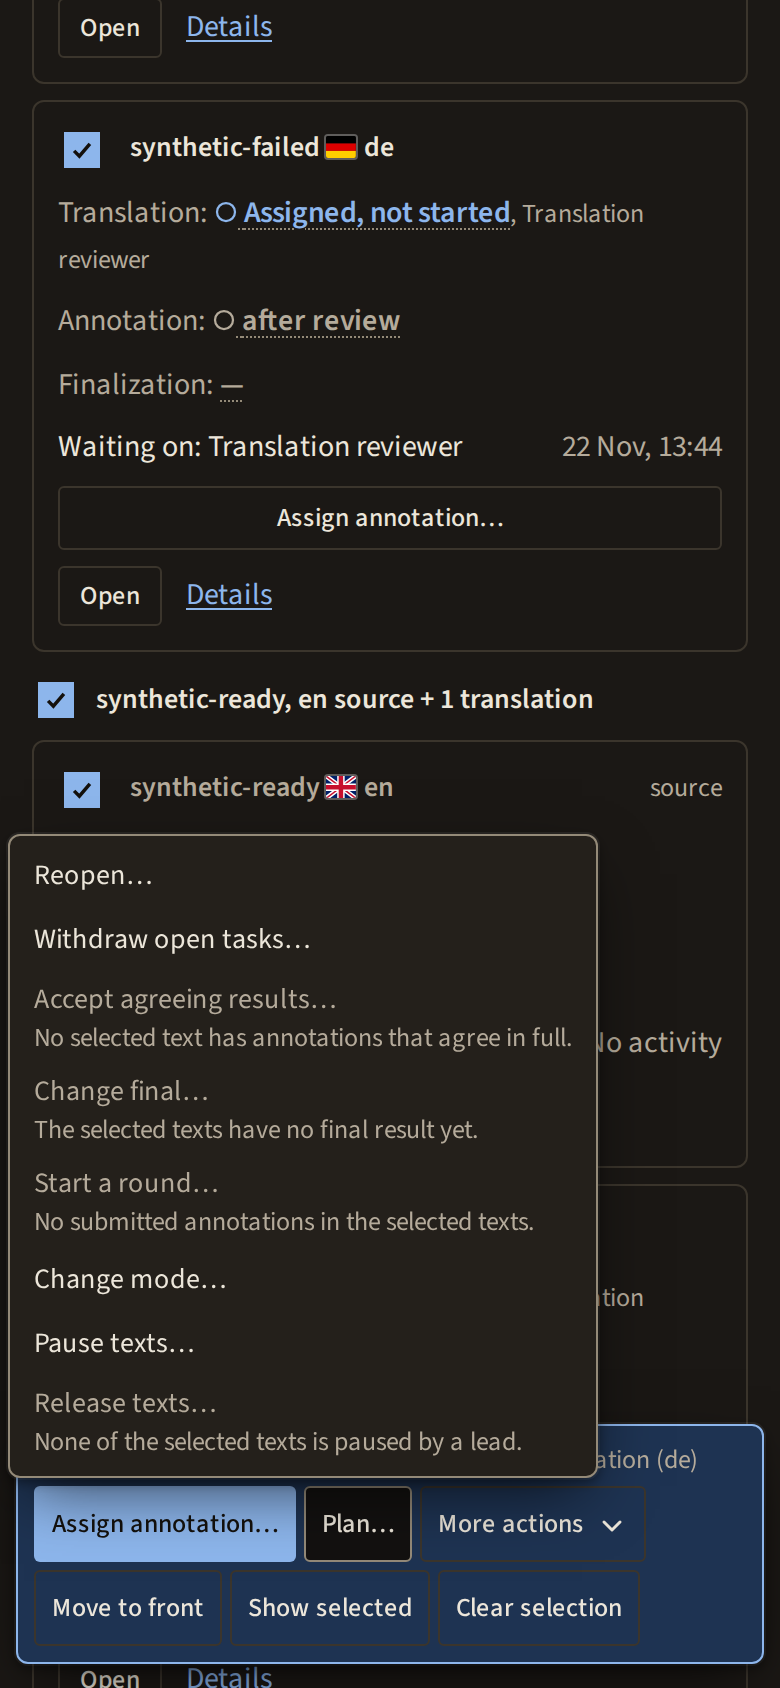 Open Details
synthetic-failed de
Translation: Assigned, not started, Translation
reviewer
Annotation: after review
Finalization: —
Waiting on: Translation reviewer 22 Nov, 13:44
Assign annotation…
Open Details
synthetic-ready, en source + 1 translation
synthetic-ready en source
Reopen…
Withdraw open tasks…
Accept agreeing results…
No selected text has annotations that agree in full.
No activity
Change final…
The selected texts have no final result yet.
Start a round…
No submitted annotations in the selected texts.
Change mode…
Pause texts…
Release texts…
None of the selected texts is paused by a lead.
(de)
Assign annotation… Plan… More actions
Move to front Show selected Clear selection
Open Details